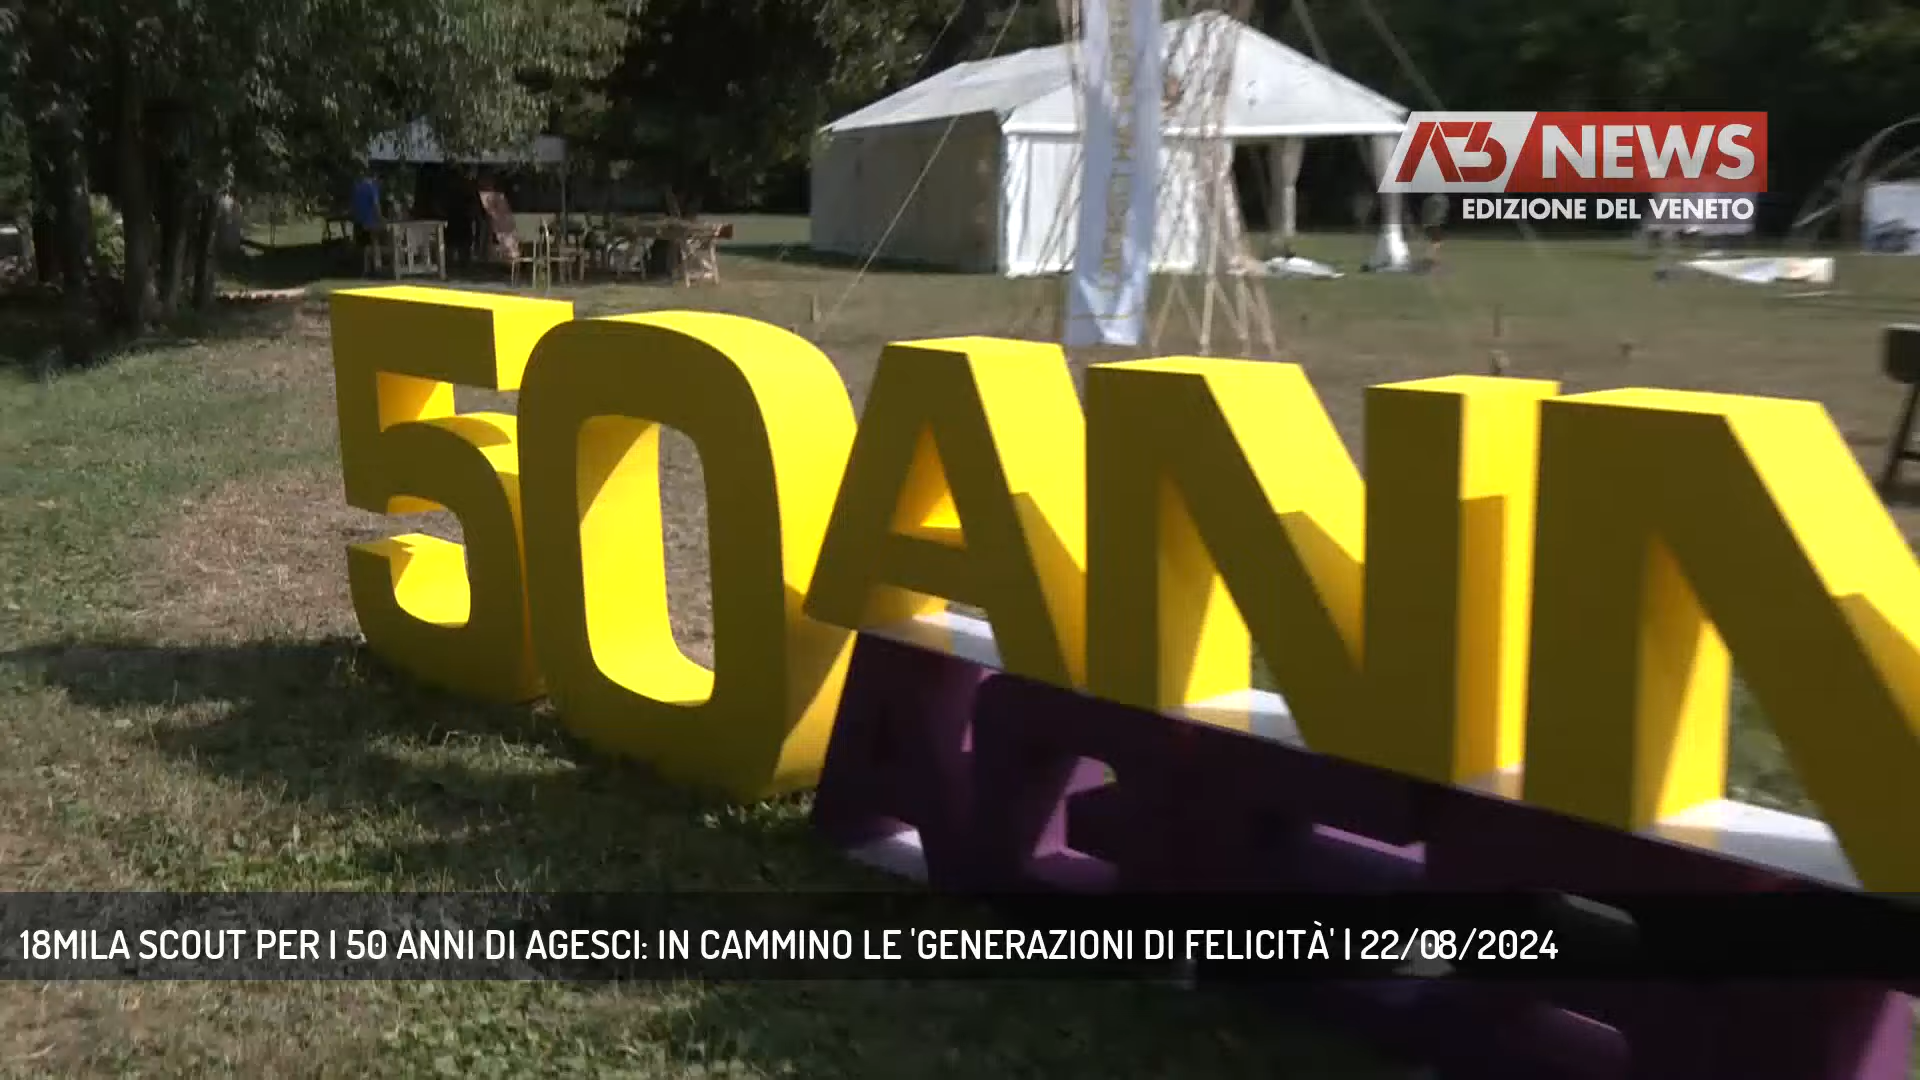 A3 NEWS
EDIZIONE DEL VENETO
50ANN
18MILA SCOUT PER I 50 ANNI DI AGESCI: IN CAMMINO LE 'GENERAZIONI DI FELICITÀ' | 22/08/2024